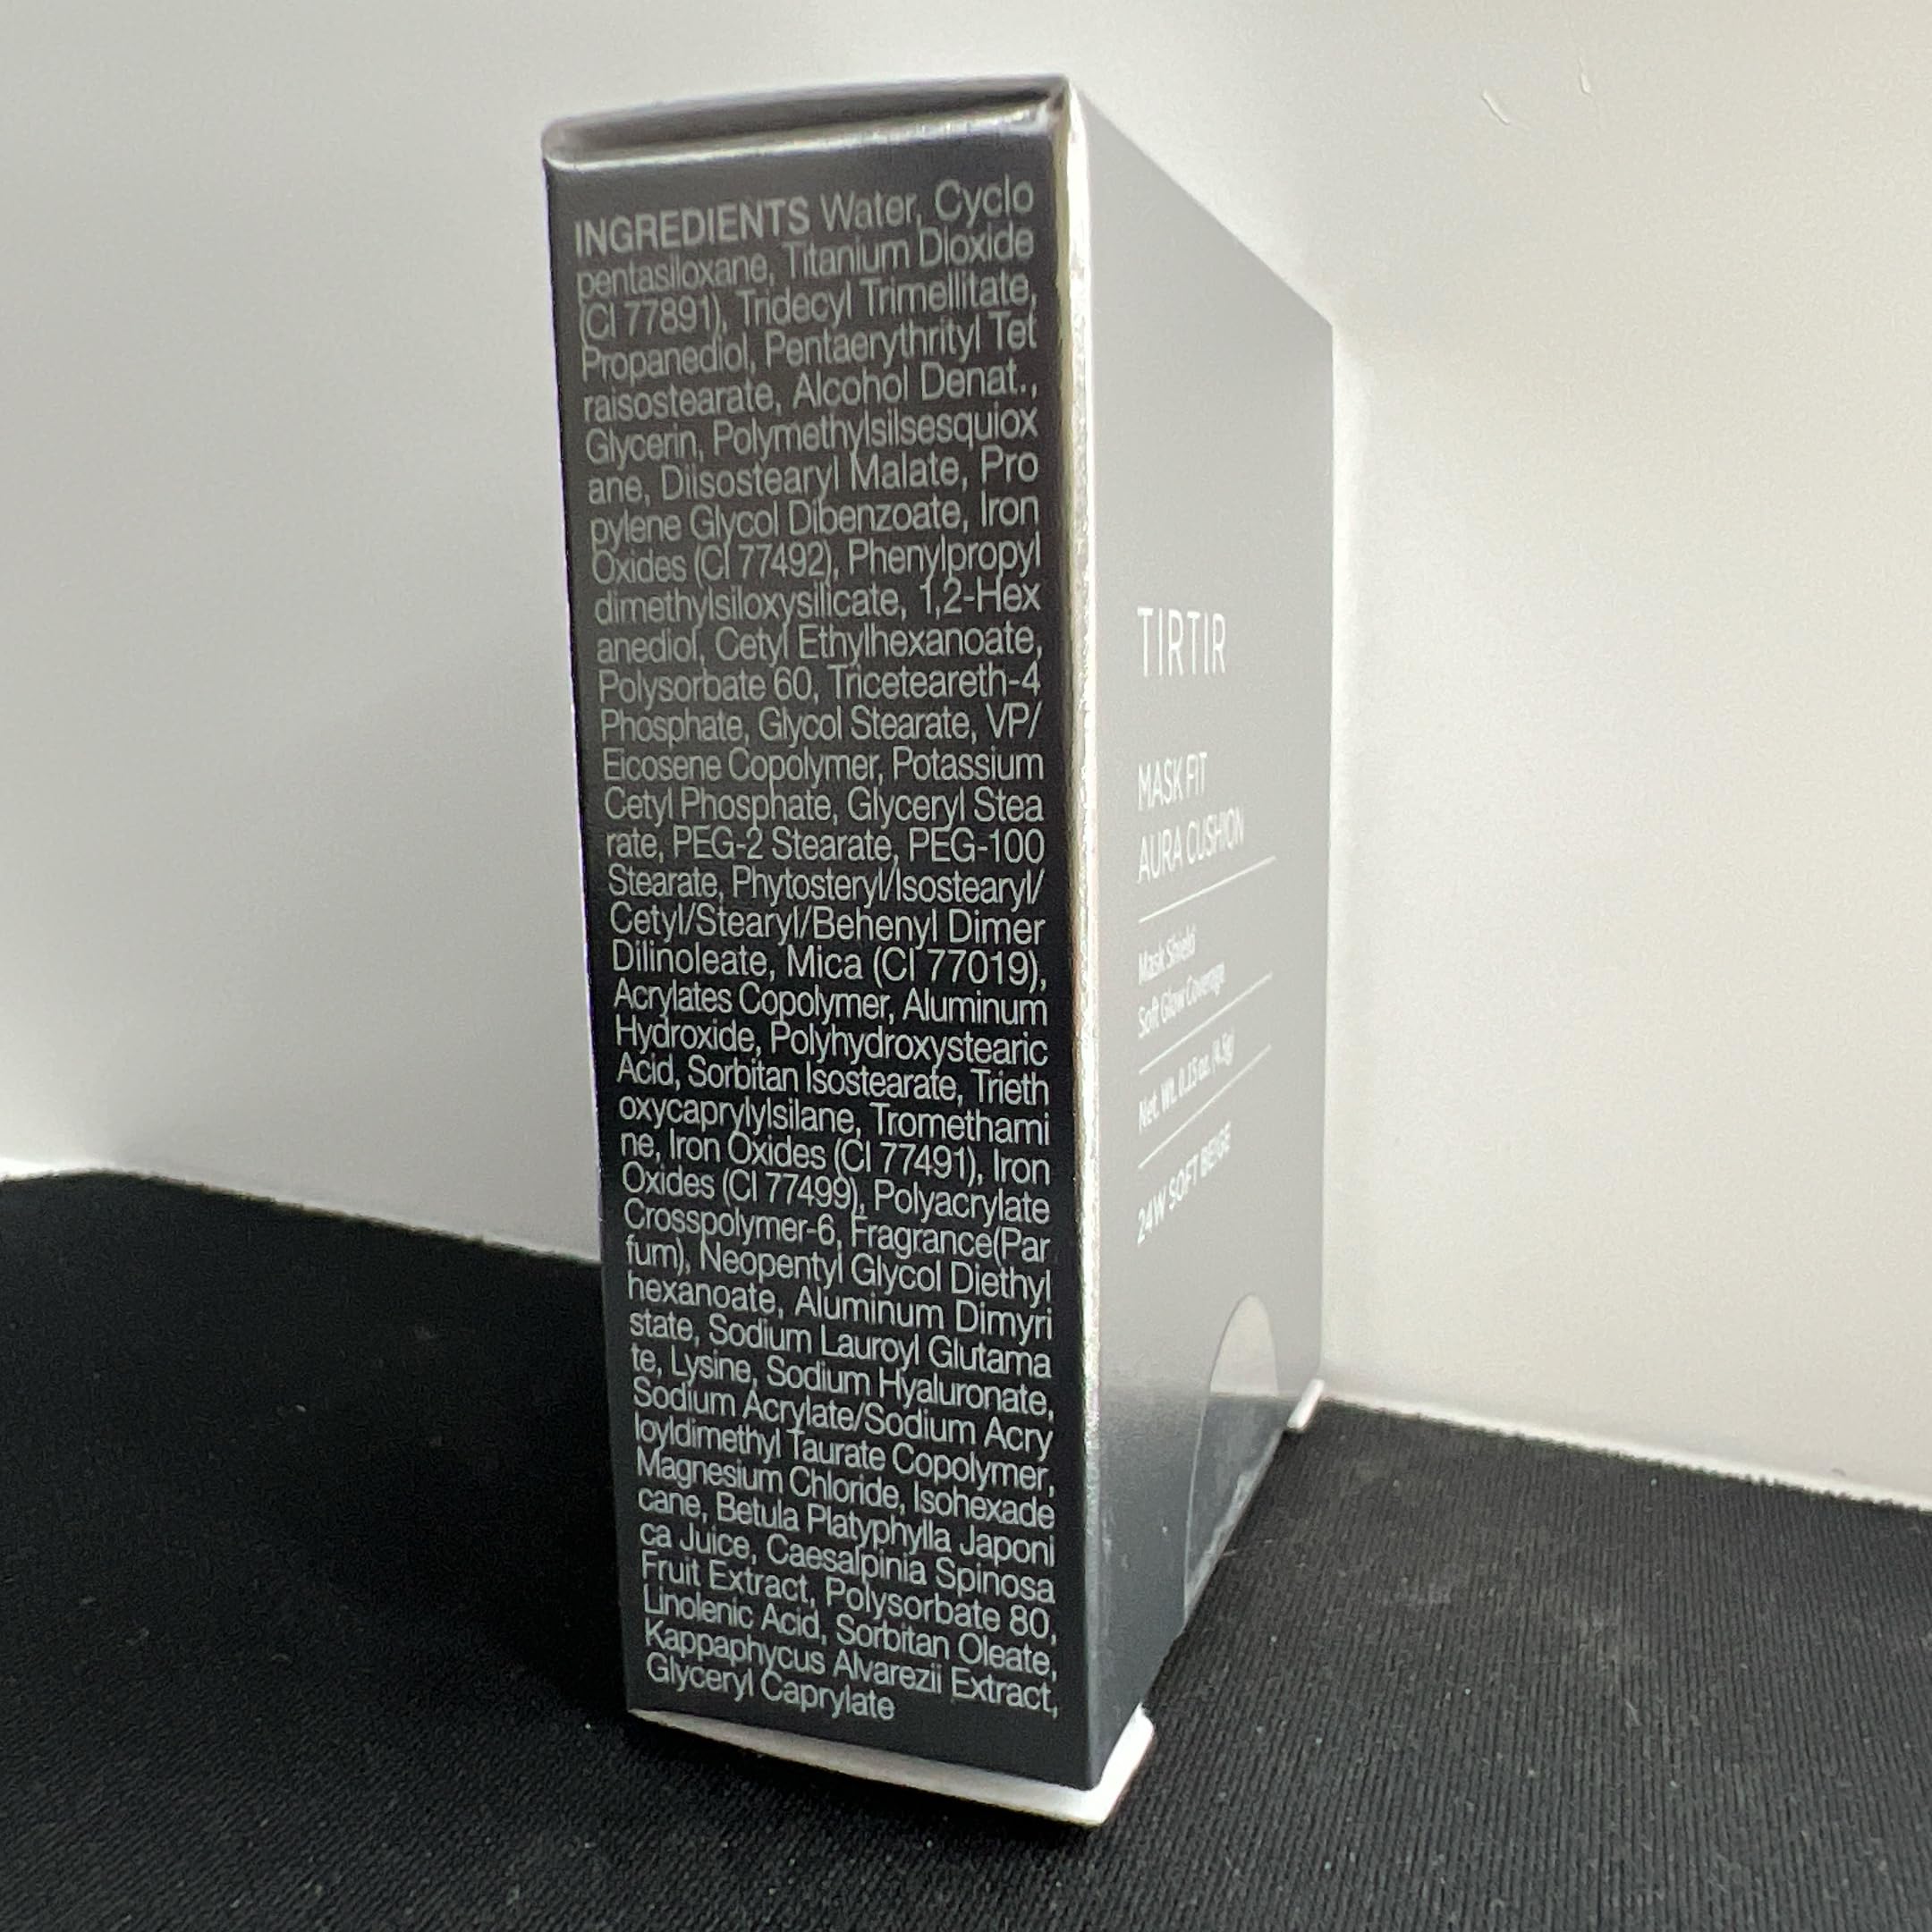 INGREDIENTS Water, Cyclo
pentasiloxane, Titanium Dioxide
(CI 77891), Tridecyl Trimellitate,
Propanediol, Pentaerythrityl Tet
raisostearate, Alcohol Denat.,
Glycerin, Polymethylsilsesquiox
ane, Diisostearyl Malate, Pro
pylene Glycol Dibenzoate, Iron
Oxides (CI 77492), Phenylpropyl
dimethylsiloxysilicate, 1,2-Hex
anediol, Cetyl Ethylhexanoate,
Polysorbate 60, Triceteareth-4
Phosphate, Glycol Stearate, VP/
Eicosene Copolymer, Potassium
Cetyl Phosphate, Glyceryl Stea
rate, PEG-2 Stearate, PEG-100
Stearate, Phytosteryl/Isostearyl/
Cetyl/Stearyl/Behenyl Dimer
Dilinoleate, Mica (CI 77019),
Acrylates Copolymer, Aluminum
Hydroxide, Polyhydroxystearic
Acid, Sorbitan Isostearate, Trieth
oxycaprylylsilane, Tromethami
ne, Iron Oxides (CI 77491), Iron
Oxides (CI 77499), Polyacrylate
Crosspolymer-6, Fragrance(Par
fum), Neopentyl Glycol Diethyl
hexanoate, Aluminum Dimyri
state, Sodium Lauroyl Glutama
te, Lysine, Sodium Hyaluronate,
Sodium Acrylate/Sodium Acry
loyldimethyl Taurate Copolymer,
Magnesium Chloride, Isohexade
cane, Betula Platyphylla Japoni
ca Juice, Caesalpinia Spinosa
Fruit Extract, Polysorbate 80,
Linolenic Acid, Sorbitan Oleate,
Kappaphycus Alvarezii Extract,
Glyceryl Caprylate
TIRTIR
MASK FIT
AURA CUSHION
Mask Shield
Soft Glow Coverage
Net. Wt. 0.15 oz. (4.5g)
24W SOFT BEIGE